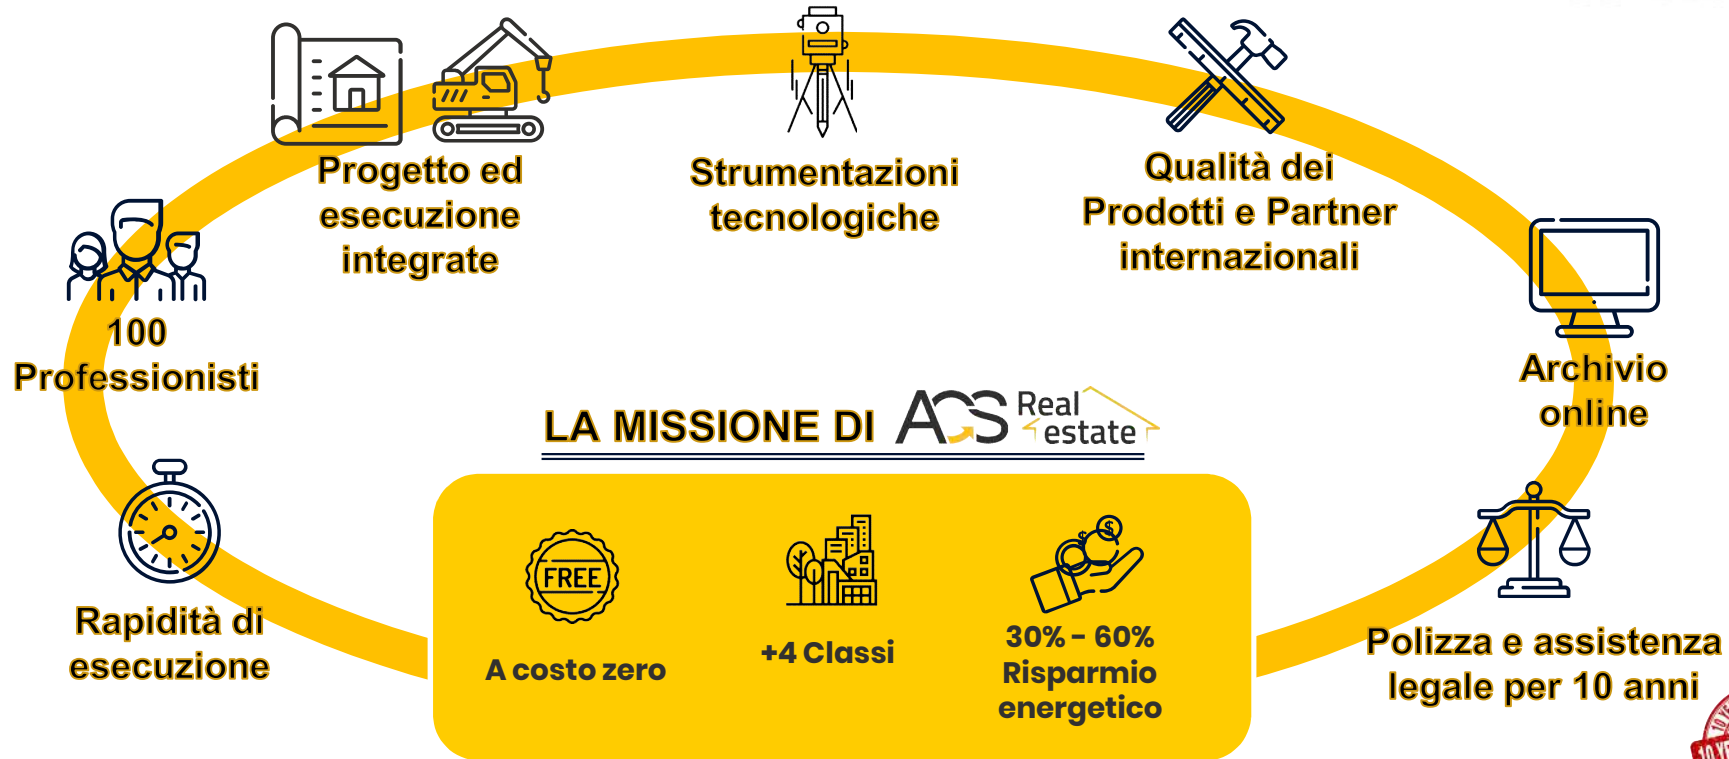 Progetto ed
esecuzione
integrate
Strumentazioni
tecnologiche
Qualità dei
Prodotti e Partner
internazionali
100
Professionisti
Archivio
online
LA MISSIONE DI ACS Real
estate
Rapidità di
esecuzione
FREE
A costo zero
+4 Classi
30% - 60%
Risparmio
energetico
Polizza e assistenza
legale per 10 anni